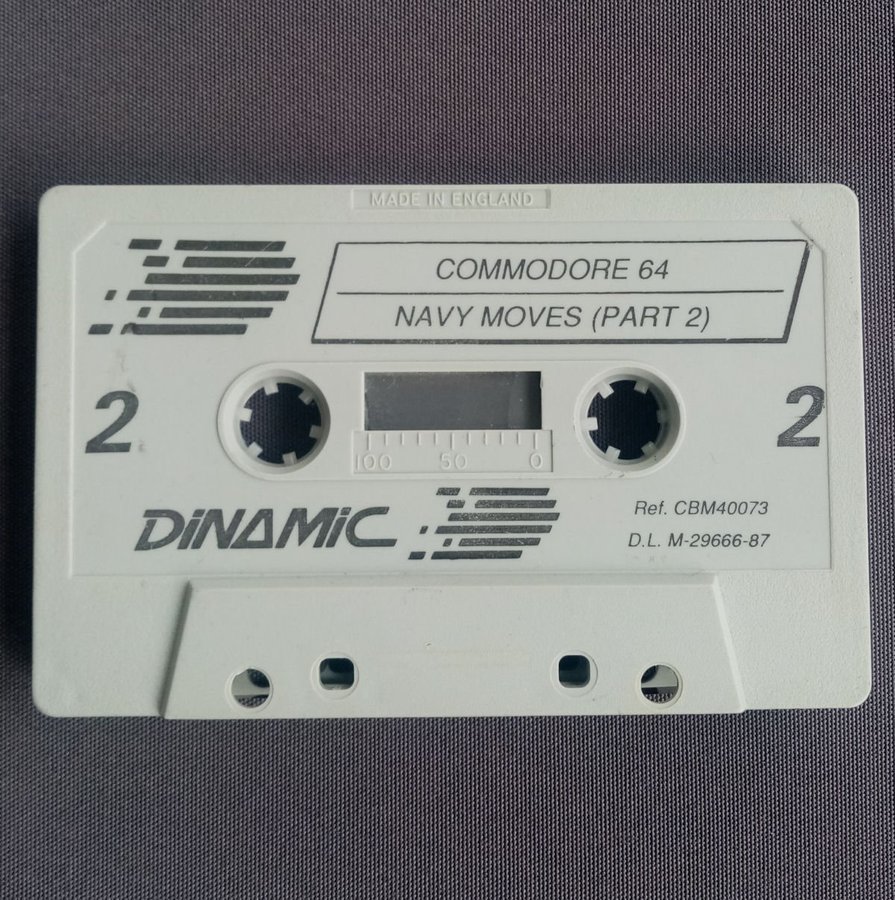 MADE IN ENGLAND
COMMODORE 64
NAVY MOVES (PART 2)
2
2
100 50 0
DiNAMiC
Ref. CBM40073
D.L. M-29666-87